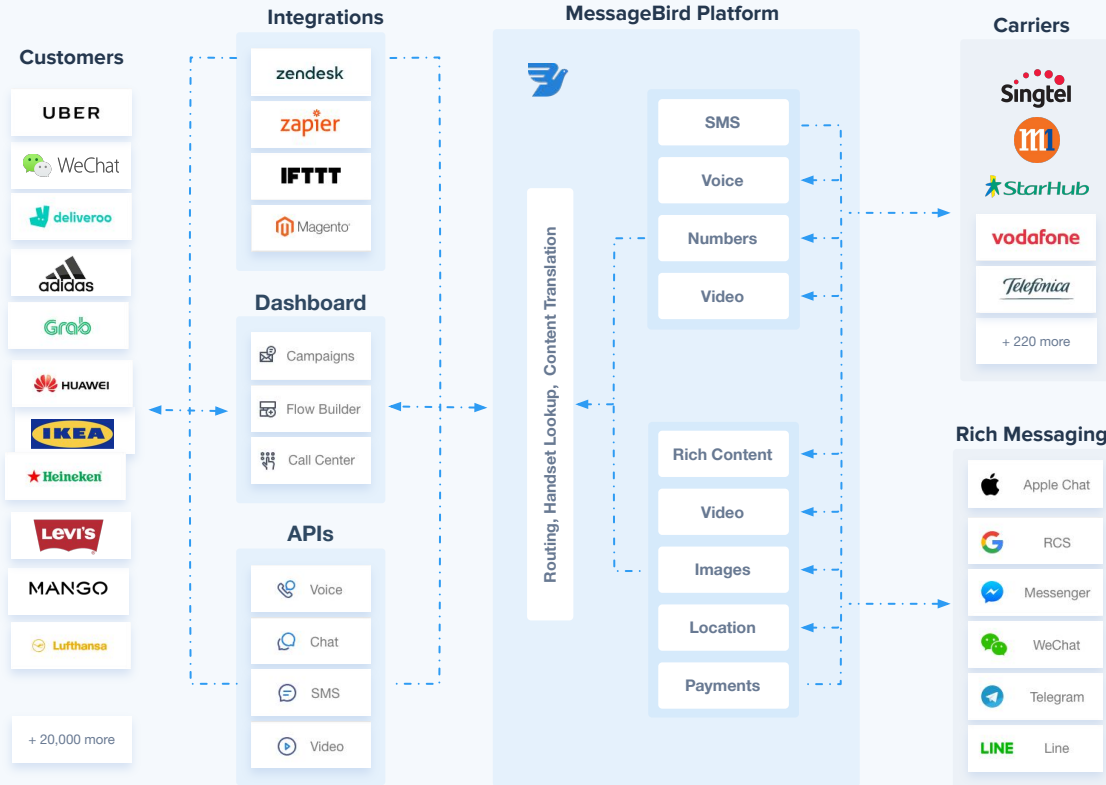 Customers
UBER
WeChat
deliveroo
adidas
Grab
HUAWEI
IKEA
Heineken
LEVI'S
MANGO
Lufthansa
+ 20,000 more
Integrations
zendesk
zapier
IFTTT
Magento
Dashboard
Campaigns
Flow Builder
Call Center
APIs
Voice
Chat
SMS
Video
MessageBird Platform
Routing, Handset Lookup, Content Translation
SMS
Voice
Numbers
Video
Rich Content
Video
Images
Location
Payments
Carriers
Singtel
M1
StarHub
vodafone
Telefónica
+ 220 more
Rich Messaging
Apple Chat
G RCS
Messenger
WeChat
Telegram
LINE Line